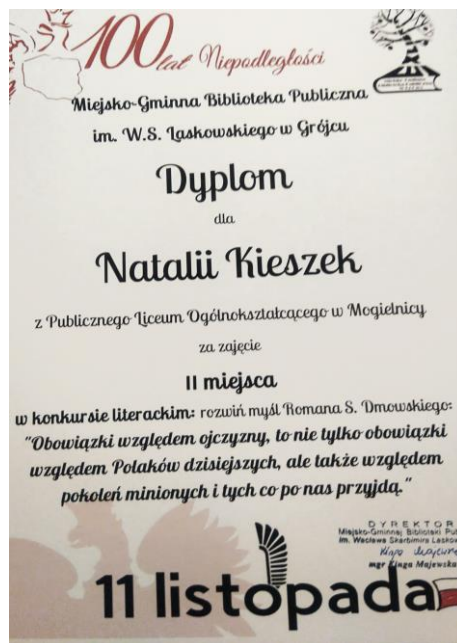 100 lat Niepodległości
Miejsko-Gminna Biblioteka Publiczna
im. W.S. Laskowskiego w Grójcu
Dyplom
dla
Natalii Kieszek
z Publicznego Liceum Ogólnokształcącego w Mogielnicy
za zajęcie
II miejsca
w konkursie literackim: rozwiń myśl Romana S. Dmowskiego:
"Obowiązki względem ojczyzny, to nie tylko obowiązki
względem Polaków dzisiejszych, ale także względem
pokoleń minionych i tych co po nas przyjdą."
DYREKTOR
Miejsko-Gminnej Biblioteki Pub
im. Wacława Skarbimira Laskow
mgr Kinga Majewska
11 listopada